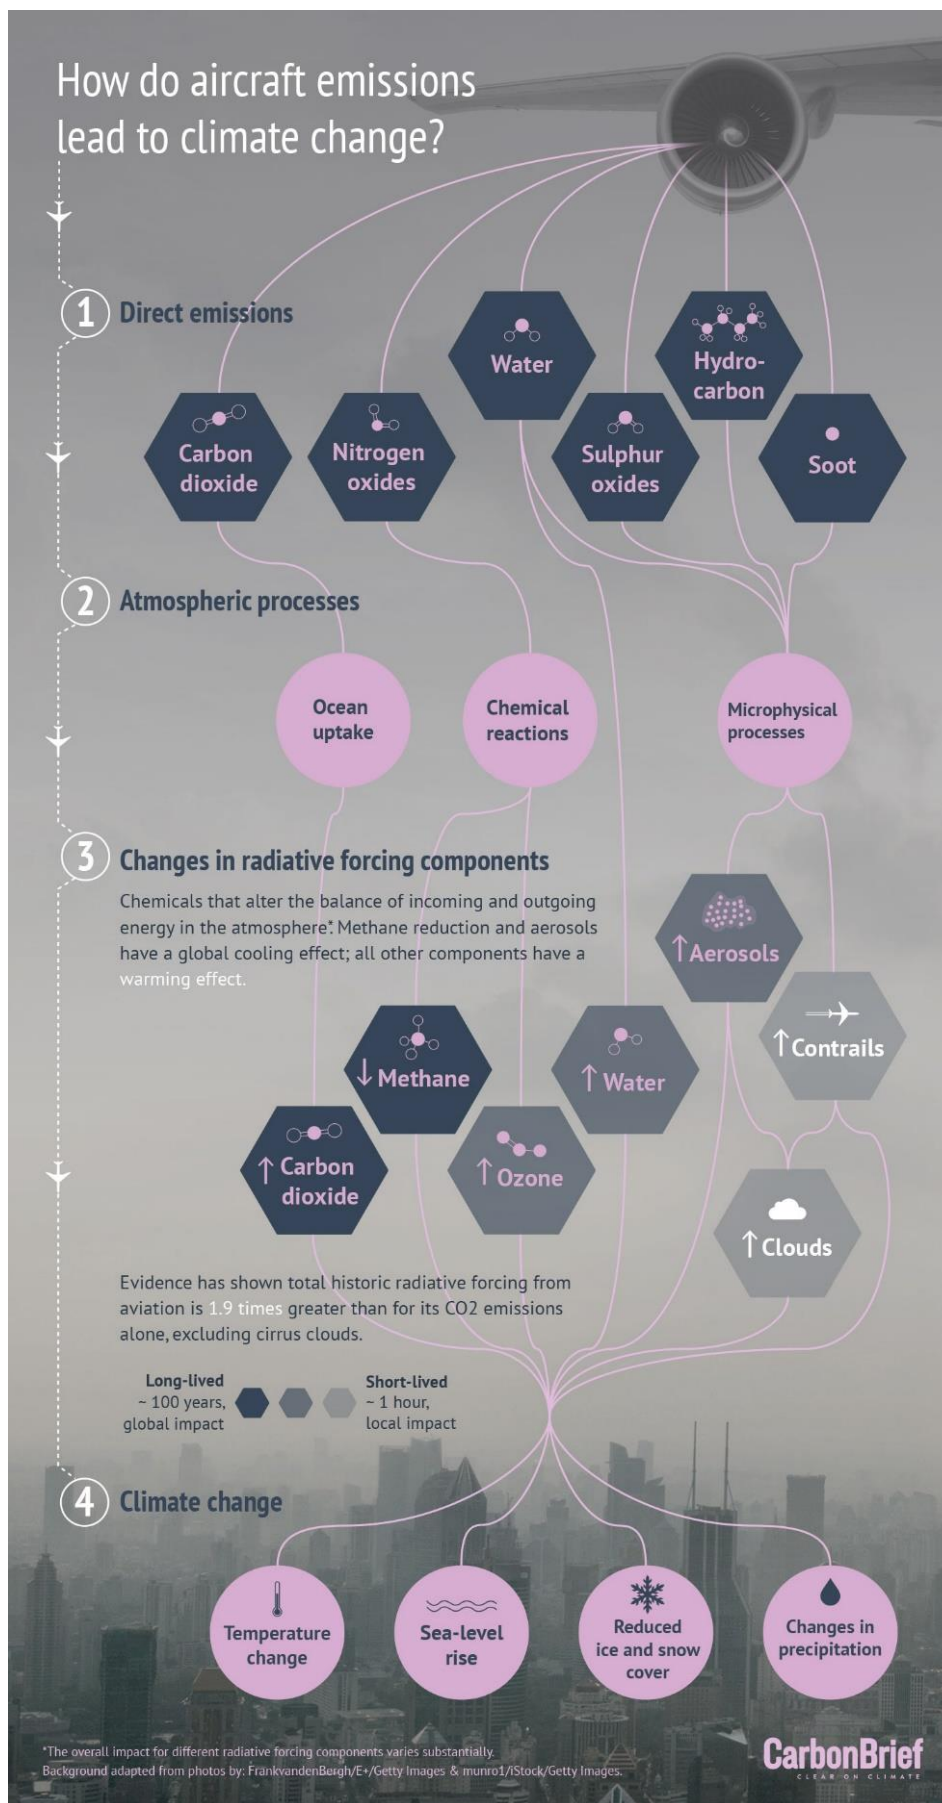 How do aircraft emissions
lead to climate change?
1 Direct emissions
Water
Hydro-
carbon
Carbon
dioxide
Nitrogen
oxides
Sulphur
oxides
Soot
2 Atmospheric processes
Ocean
uptake
Chemical
reactions
Microphysical
processes
3 Changes in radiative forcing components
Chemicals that alter the balance of incoming and outgoing
energy in the atmosphere*. Methane reduction and aerosols
have a global cooling effect; all other components have a
warming effect.
↑Aerosols
↑Contrails
↓Methane
↑Water
↑Carbon
dioxide
↑Ozone
↑Clouds
Evidence has shown total historic radiative forcing from
aviation is 1.9 times greater than for its CO2 emissions
alone, excluding cirrus clouds.
Long-lived
~ 100 years,
global impact
Short-lived
~ 1 hour,
local impact
4 Climate change
Temperature
change
Sea-level
rise
Reduced
ice and snow
cover
Changes in
precipitation
*The overall impact for different radiative forcing components varies substantially.
Background adapted from photos by: FrankvandenBergh/E+/Getty Images & munro1/iStock/Getty Images.
CarbonBrief
CLEAR ON CLIMATE